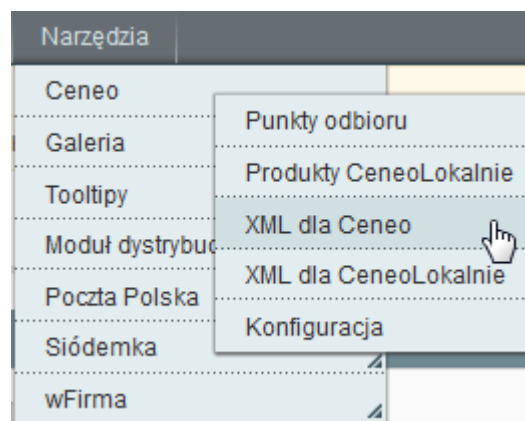 Narzędzia
Ceneo
Galeria
Tooltipy
Moduł
Poczta Polska
Siódemka
wFirma
Punkty odbioru
Produkty CeneoLokalnie
XML dla Ceneo
XML dla CeneoLokalnie
Konfiguracja